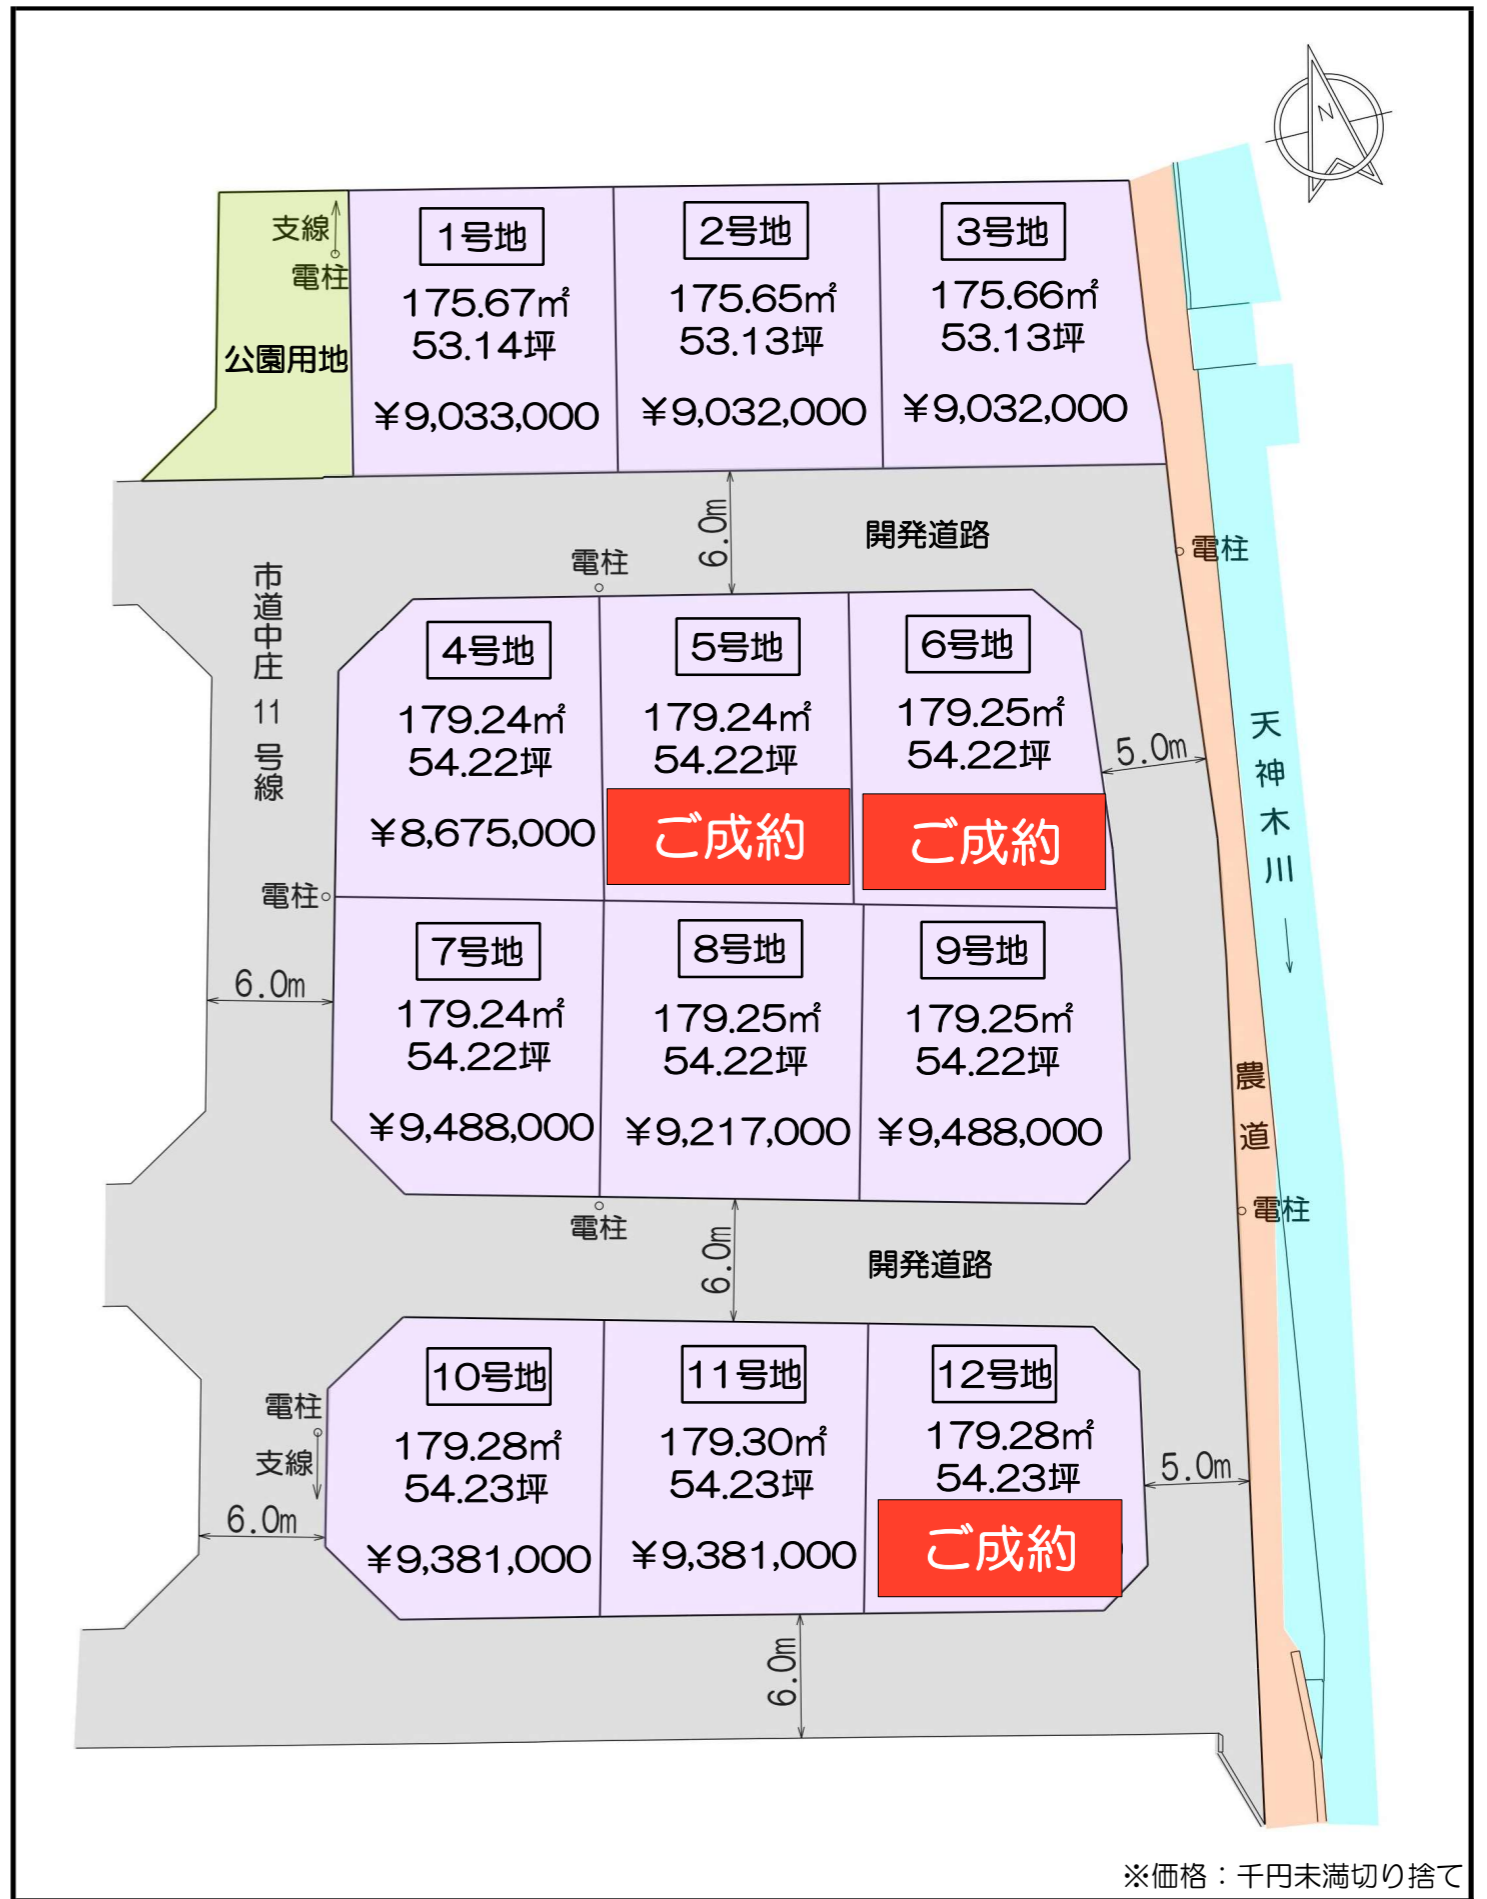 N
支線
電柱
公園用地
1号地
175.67㎡
53.14坪
¥9,033,000
2号地
175.65㎡
53.13坪
¥9,032,000
3号地
175.66㎡
53.13坪
¥9,032,000
6.0m
開発道路
電柱
電柱
市道中庄11号線
4号地
179.24㎡
54.22坪
¥8,675,000
5号地
179.24㎡
54.22坪
ご成約
6号地
179.25㎡
54.22坪
ご成約
5.0m
天神木川
電柱
6.0m
7号地
179.24㎡
54.22坪
¥9,488,000
8号地
179.25㎡
54.22坪
¥9,217,000
9号地
179.25㎡
54.22坪
¥9,488,000
農道
電柱
電柱
6.0m
開発道路
電柱
支線
6.0m
10号地
179.28㎡
54.23坪
¥9,381,000
11号地
179.30㎡
54.23坪
¥9,381,000
12号地
179.28㎡
54.23坪
ご成約
5.0m
6.0m
※価格：千円未満切り捨て